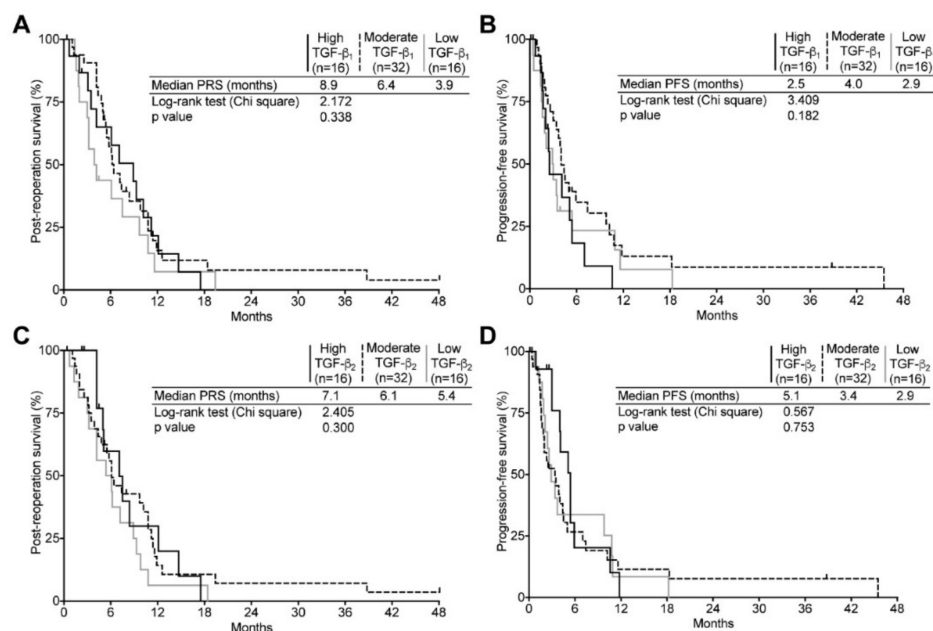 A
High Moderate Low
TGF-β₁ TGF-β₁ TGF-β₁
(n=16) (n=32) (n=16)
Median PRS (months) 8.9 6.4 3.9
Log-rank test (Chi square) 2.172
p value 0.338
Post-reoperation survival (%)
100
75
50
25
0
0 6 12 18 24 30 36 42 48
Months
B
High Moderate Low
TGF-β₁ TGF-β₁ TGF-β
(n=16) (n=32) (n=16)
Median PFS (months) 2.5 4.0 2.9
Log-rank test (Chi square) 3.409
p value 0.182
Progression-free survival (%)
100
75
50
25
0
0 6 12 18 24 30 36 42 48
Months
C
High Moderate Low
TGF-β₂ TGF-β₂ TGF-β₂
(n=16) (n=32) (n=16)
Median PRS (months) 7.1 6.1 5.4
Log-rank test (Chi square) 2.405
p value 0.300
Post-reoperation survival (%)
100
75
50
25
0
0 6 12 18 24 30 36 42 48
Months
D
High Moderate Low
TGF-β₂ TGF-β₂ TGF-β₂
(n=16) (n=32) (n=16)
Median PFS (months) 5.1 3.4 2.9
Log-rank test (Chi square) 0.567
p value 0.753
Progression-free survival (%)
100
75
50
25
0
0 6 12 18 24 30 36 42 48
Months